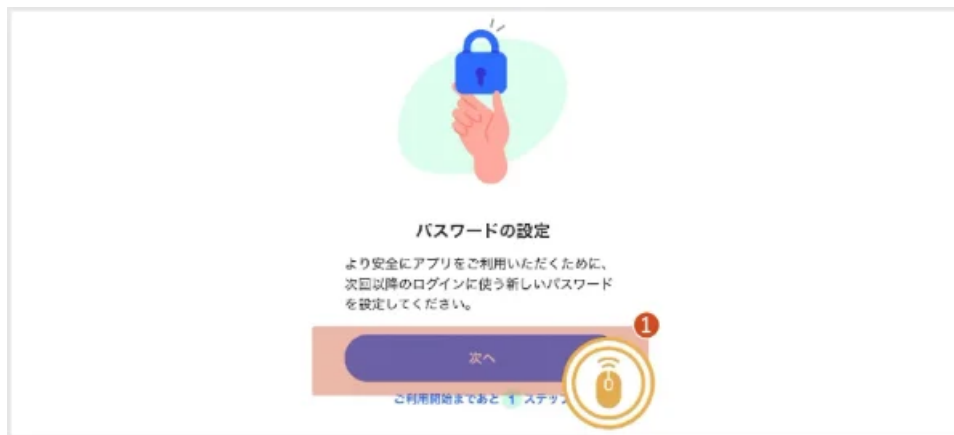 パスワードの設定
より安全にアプリをご利用いただくために、
次回以降のログインに使う新しいパスワード
を設定してください。
1
次へ
ご利用開始まであと 1 ステップ